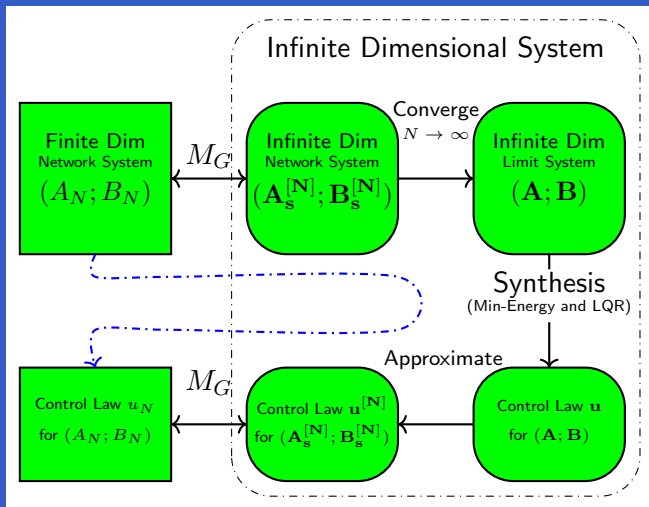 Infinite Dimensional System
Finite Dim
Network System
(A_N; B_N)
M_G
Infinite Dim
Network System
(𝐀_𝐬^[𝐍]; 𝐁_𝐬^[𝐍])
Converge
N → ∞
Infinite Dim
Limit System
(𝐀; 𝐁)
Synthesis
(Min-Energy and LQR)
Approximate
Control Law u_N
for (A_N; B_N)
M_G
Control Law 𝐮^[𝐍]
for (𝐀_𝐬^[𝐍]; 𝐁_𝐬^[𝐍])
Control Law 𝐮
for (𝐀; 𝐁)